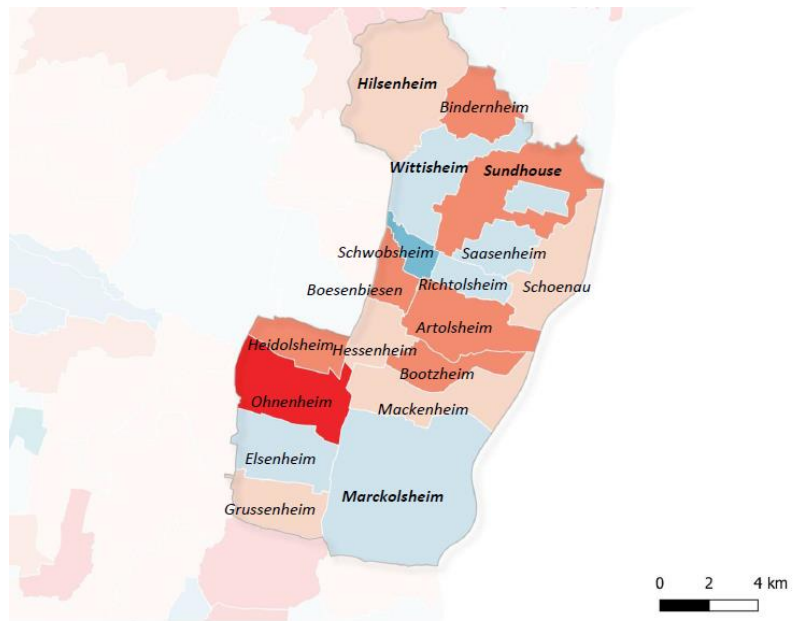 Hilsenheim
Bindernheim
Wittisheim
Sundhouse
Schwobsheim
Saasenheim
Richtolsheim
Boesenbiesen
Schoenau
Artolsheim
Heidolsheim
Hessenheim
Bootzheim
Ohnenheim
Mackenheim
Elsenheim
Marckolsheim
Grussenheim
0 2 4 km